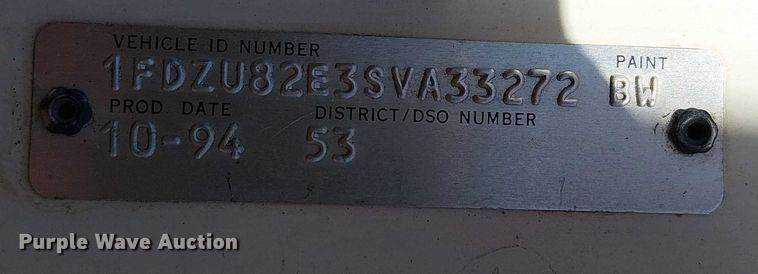 VEHICLE ID NUMBER
1FDZU82E3SVA33272
PAINT
BW
PROD. DATE
10-94
DISTRICT/DSO NUMBER
53
Purple Wave Auction